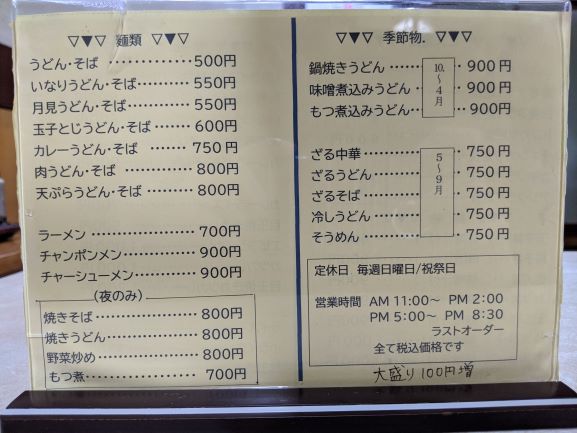 ▽▼▽ 麺類 ▽▼▽
うどん・そば ············· 500円
いなりうどん・そば·········· 550円
月見うどん・そば············ 550円
玉子とじうどん・そば ······· 600円
カレーうどん・そば ······· 750円
肉うどん・そば ············ 800円
天ぷらうどん・そば ········ 800円
ラーメン ·················· 700円
チャンポンメン·············· 900円
チャーシューメン············ 900円
(夜のみ)
焼きそば ················· 800円
焼きうどん················ 800円
野菜炒め ················· 800円
もつ煮···················· 700円
▽▼▽ 季節物. ▽▼▽
鍋焼きうどん······ 900円
味噌煮込みうどん ·· 900円
もつ煮込みうどん·· 900円
10.~4月
ざる中華 ········· 750円
ざるうどん ······· 750円
ざるそば ········· 750円
冷しうどん ······· 750円
そうめん ········· 750円
5~9月
定休日 毎週日曜日/祝祭日
営業時間 AM 11:00~ PM 2:00
PM 5:00~ PM 8:30
ラストオーダー
全て税込価格です
大盛り100円増